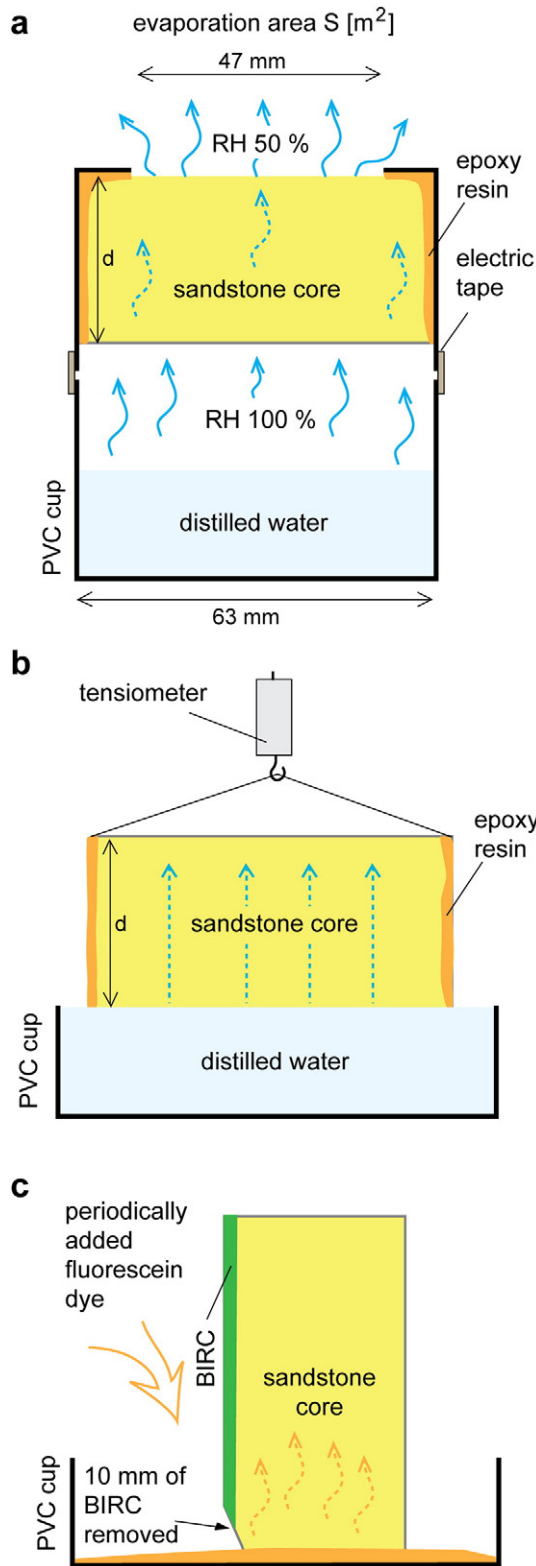 a
evaporation area S [m²]
47 mm
RH 50 %
epoxy
resin
electric
tape
d
sandstone core
RH 100 %
PVC cup
distilled water
63 mm
b
tensiometer
epoxy
resin
d
sandstone core
PVC cup
distilled water
c
periodically
added
fluorescein
dye
BIRC
sandstone
core
PVC cup
10 mm of
BIRC
removed